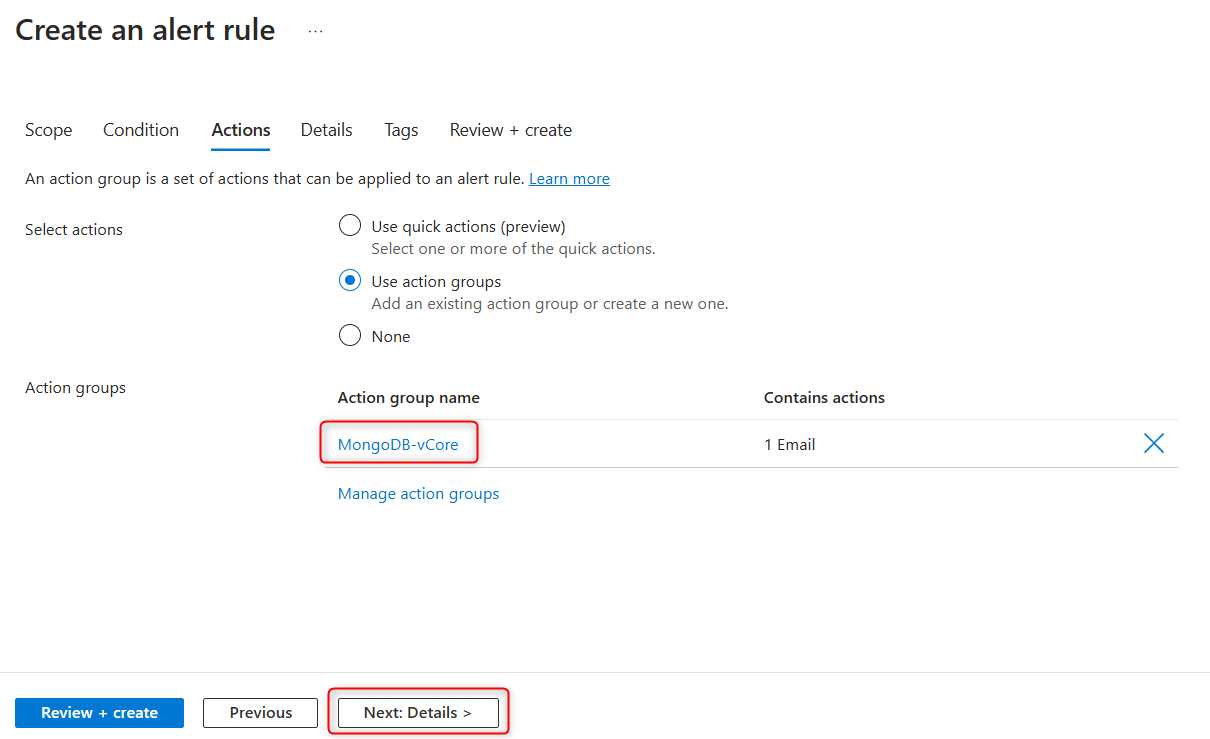 Create an alert rule ...
Scope Condition Actions Details Tags Review + create
An action group is a set of actions that can be applied to an alert rule. Learn more
Select actions
Use quick actions (preview)
Select one or more of the quick actions.
Use action groups
Add an existing action group or create a new one.
None
Action groups
Action group name Contains actions
MongoDB-vCore 1 Email
Manage action groups
Review + create Previous Next: Details >